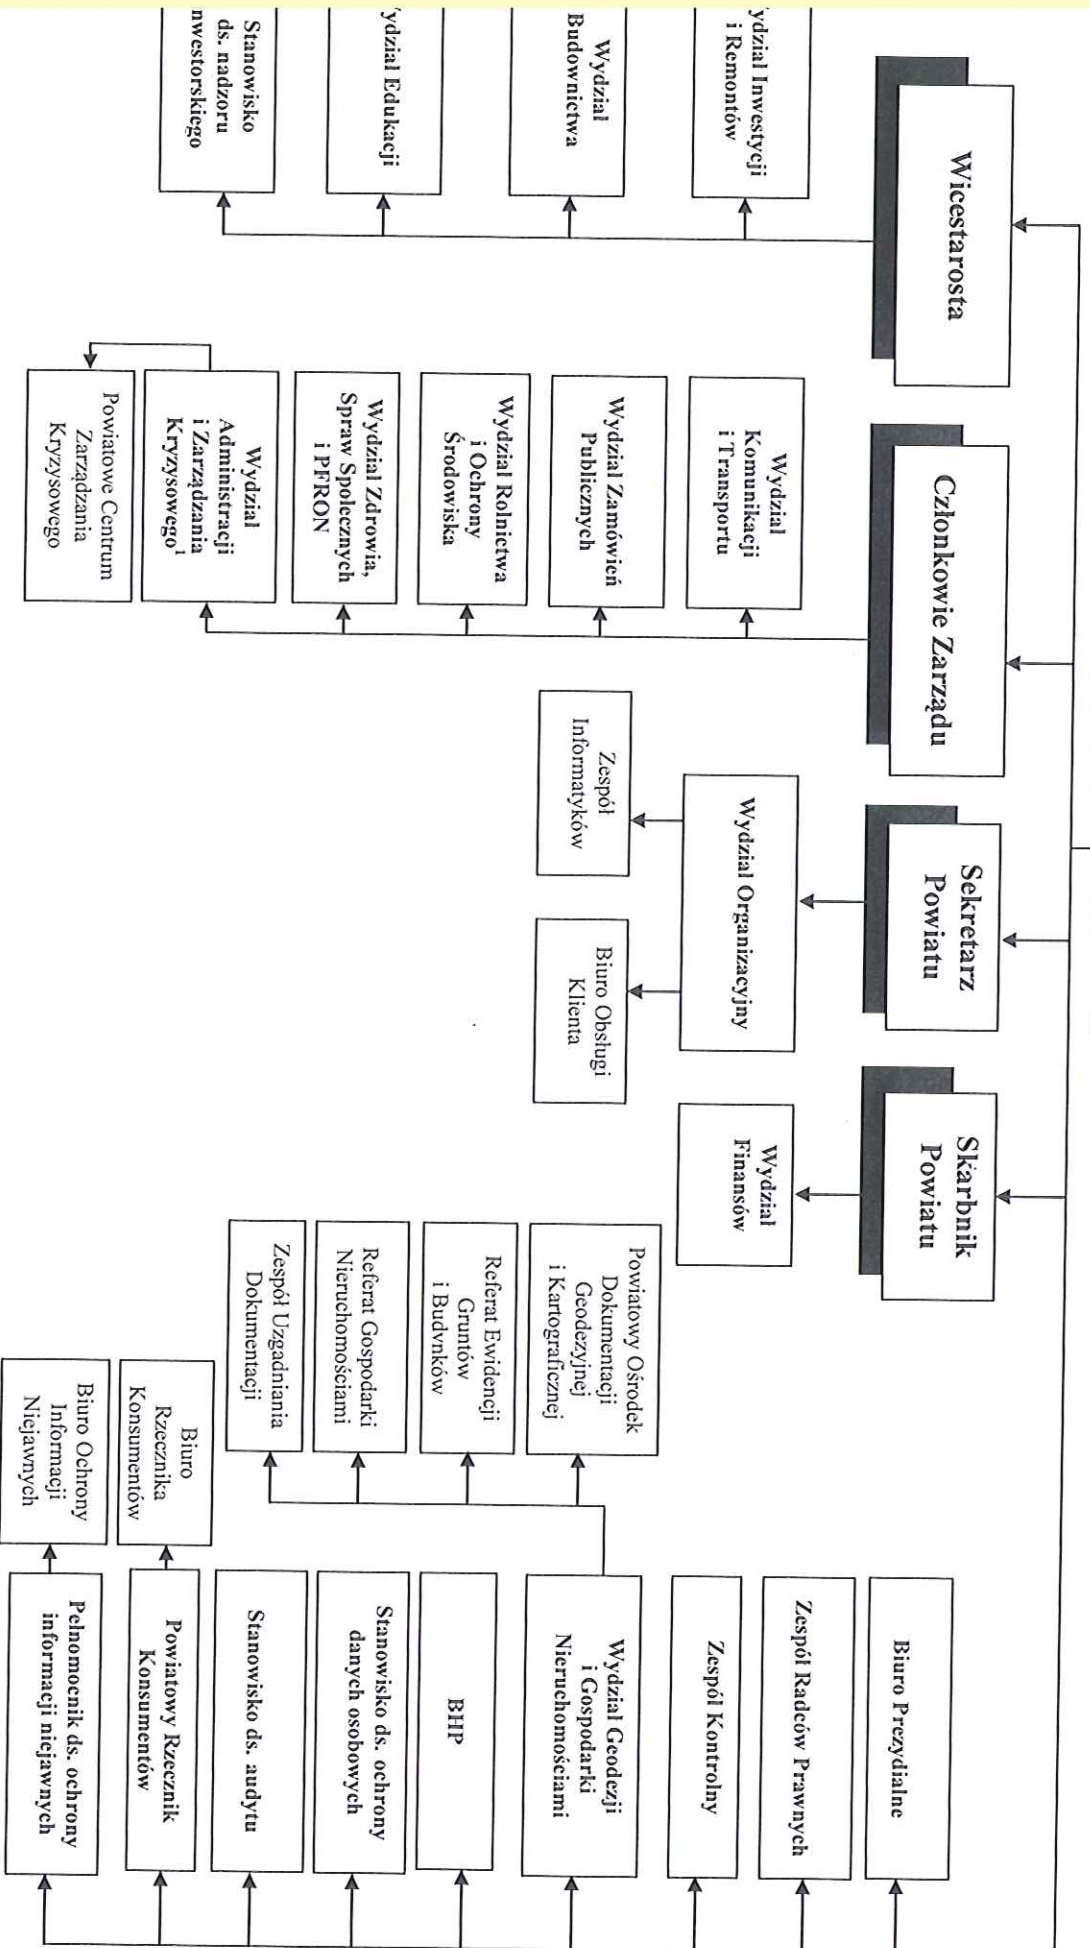 Wicestarosta
ydział Inwestycji
i Remontów
Wydział
Budownictwa
ydział Edukacji
Stanowisko
ds. nadzoru
nwestorskiego
Członkowie Zarządu
Wydział
Komunikacji
i Transportu
Wydział Zamówień
Publicznych
Wydział Rolnictwa
i Ochrony
Środowiska
Wydział Zdrowia,
Spraw Społecznych
i PFRON
Wydział
Administracji
i Zarządzania
Kryzysowego¹
Powiatowe Centrum
Zarządzania
Kryzysowego
Sekretarz
Powiatu
Wydział Organizacyjny
Zespół
Informatyków
Biuro Obsługi
Klienta
Skarbnik
Powiatu
Wydział
Finansów
Biuro Prezydialne
Zespół Radców Prawnych
Zespół Kontrolny
Wydział Geodezji
i Gospodarki
Nieruchomościami
Powiatowy Ośrodek
Dokumentacji
Geodezyjnej
i Kartograficznej
Referat Ewidencji
Gruntów
i Budynków
Referat Gospodarki
Nieruchomościami
Zespół Uzgadniania
Dokumentacji
BHP
Stanowisko ds. ochrony
danych osobowych
Stanowisko ds. audytu
Powiatowy Rzecznik
Konsumentów
Biuro
Rzecznika
Konsumentów
Pełnomocnik ds. ochrony
informacji niejawnych
Biuro Ochrony
Informacji
Niejawnych